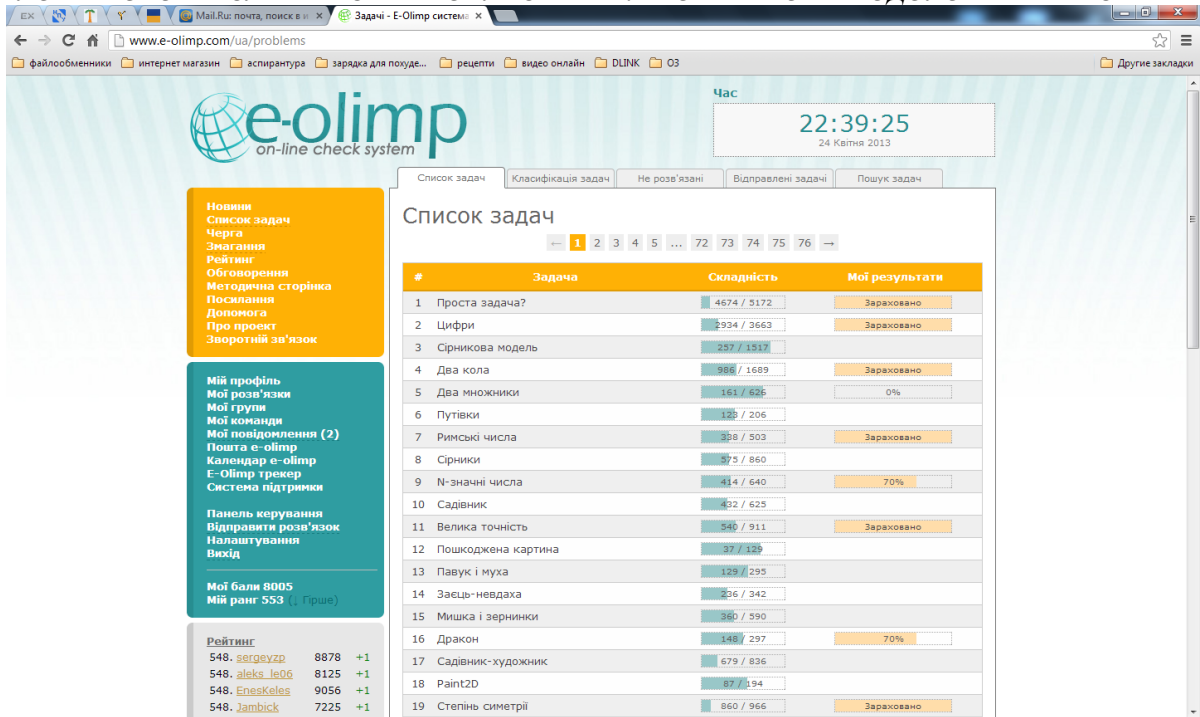 Mail.Ru: почта, поиск в и
Задачі - E-Olimp система
www.e-olimp.com/ua/problems
файлообменники интернет магазин аспирантура зарядка для похуде... рецепти видео онлайн DLINK ОЗ Другие закладки
e-olimp
on-line check system
Час
22:39:25
24 Квітня 2013
Список задач Класифікація задач Не розв'язані Відправлені задачі Пошук задач
Новини
Список задач
Черга
Змагання
Рейтинг
Обговорення
Методична сторінка
Посилання
Допомога
Про проект
Зворотній зв'язок
Мій профіль
Мої розв'язки
Мої групи
Мої команди
Мої повідомлення (2)
Пошта e-olimp
Календар e-olimp
E-Olimp трекер
Система підтримки
Панель керування
Відправити розв'язок
Налаштування
Вихід
Мої бали 8005
Мій ранг 553 (↓ Гірше)
Рейтинг
548. sergeyzp 8878 +1
548. aleks_le06 8125 +1
548. EnesKeles 9056 +1
548. Jambick 7225 +1
Список задач
← 1 2 3 4 5 ... 72 73 74 75 76 →
# Задача Складність Мої результати
1 Проста задача? 4674 / 5172 Зараховано
2 Цифри 2934 / 3663 Зараховано
3 Сірникова модель 257 / 1517
4 Два кола 986 / 1689 Зараховано
5 Два множники 161 / 626 0%
6 Путівки 123 / 206
7 Римські числа 338 / 503 Зараховано
8 Сірники 575 / 860
9 N-значні числа 414 / 640 70%
10 Садівник 432 / 625
11 Велика точність 540 / 911 Зараховано
12 Пошкоджена картина 37 / 129
13 Павук і муха 129 / 295
14 Заєць-невдаха 236 / 342
15 Мишка і зернинки 360 / 590
16 Дракон 148 / 297 70%
17 Садівник-художник 679 / 836
18 Paint2D 87 / 194
19 Степінь симетрії 860 / 966 Зараховано